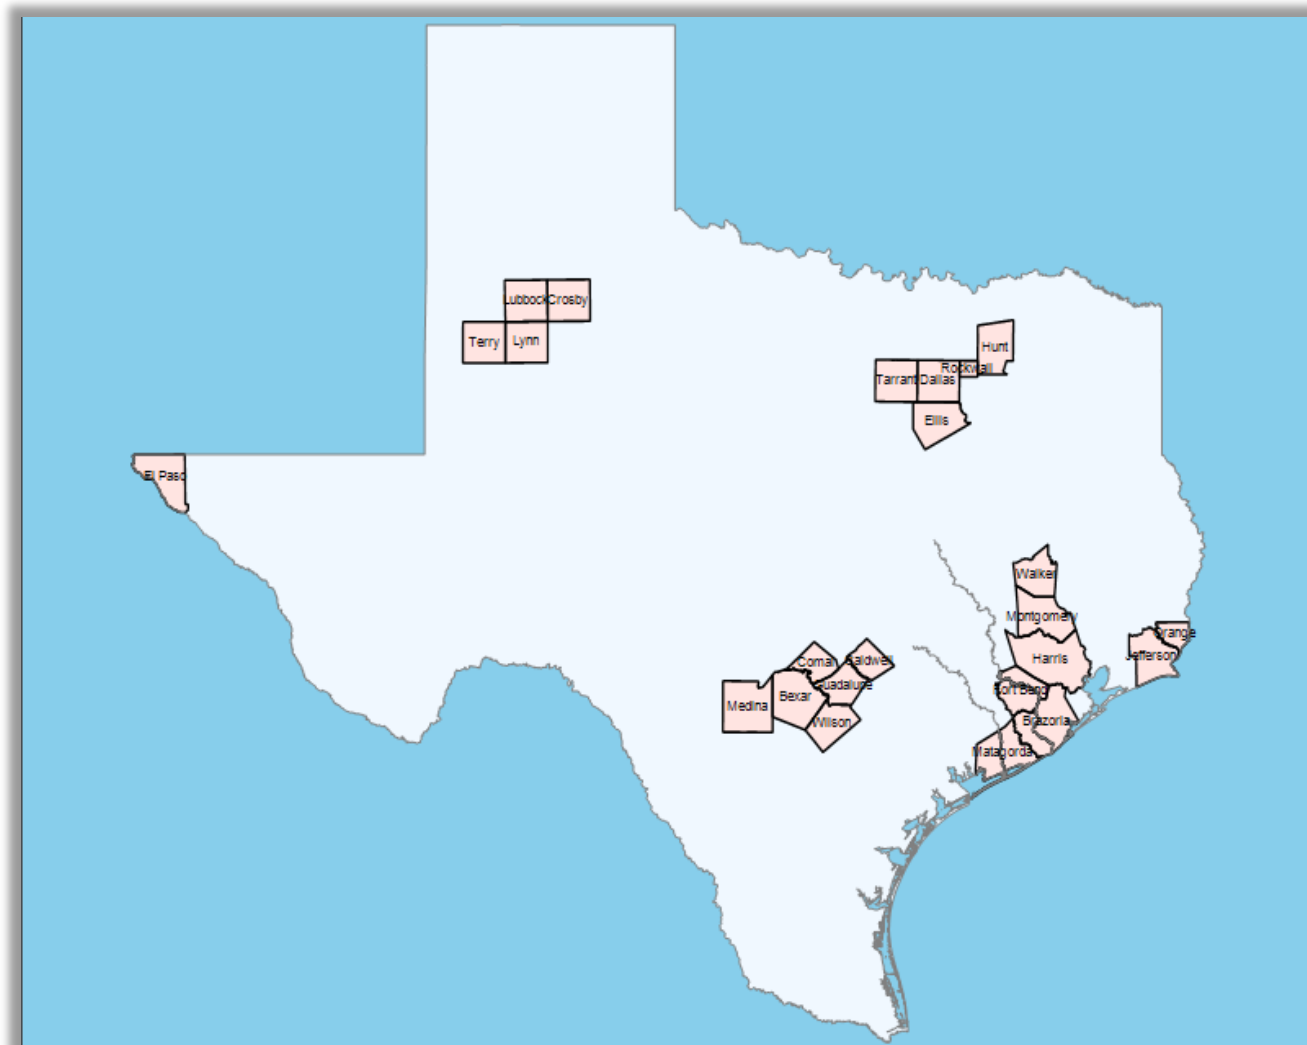 Lubbock
Crosby
Terry
Lynn
Hunt
Rockwall
Tarrant
Dallas
Ellis
El Paso
Walker
Montgomery
Orange
Harris
Jefferson
Comal
Caldwell
Guadalupe
Bexar
Fort Bend
Medina
Wilson
Brazoria
Matagorda